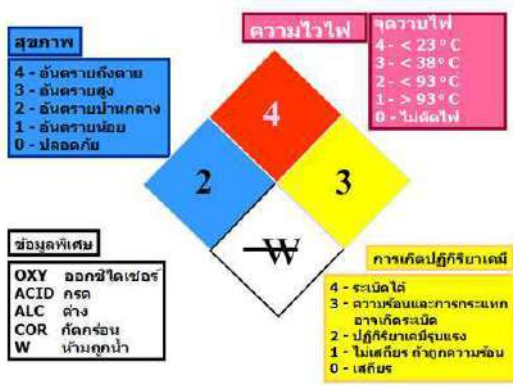 สุขภาพ
4 - อันตรายถึงตาย
3 - อันตรายสูง
2 - อันตรายปานกลาง
1 - อันตรายน้อย
0 - ปลอดภัย
ความไวไฟ
จุดวาบไฟ
4 - < 23° C
3 - < 38° C
2 - < 93° C
1 - > 93° C
0 - ไม่ติดไฟ
4
2
3
W
ข้อมูลพิเศษ
OXY ออกซิไดเซอร์
ACID กรด
ALC ด่าง
COR กัดกร่อน
W ห้ามถูกน้ำ
การเกิดปฏิกิริยาเคมี
4 - ระเบิดได้
3 - ความร้อนและการกระแทก
อาจเกิดระเบิด
2 - ปฏิกิริยาเคมีรุนแรง
1 - ไม่เสถียร ถ้าถูกความร้อน
0 - เสถียร